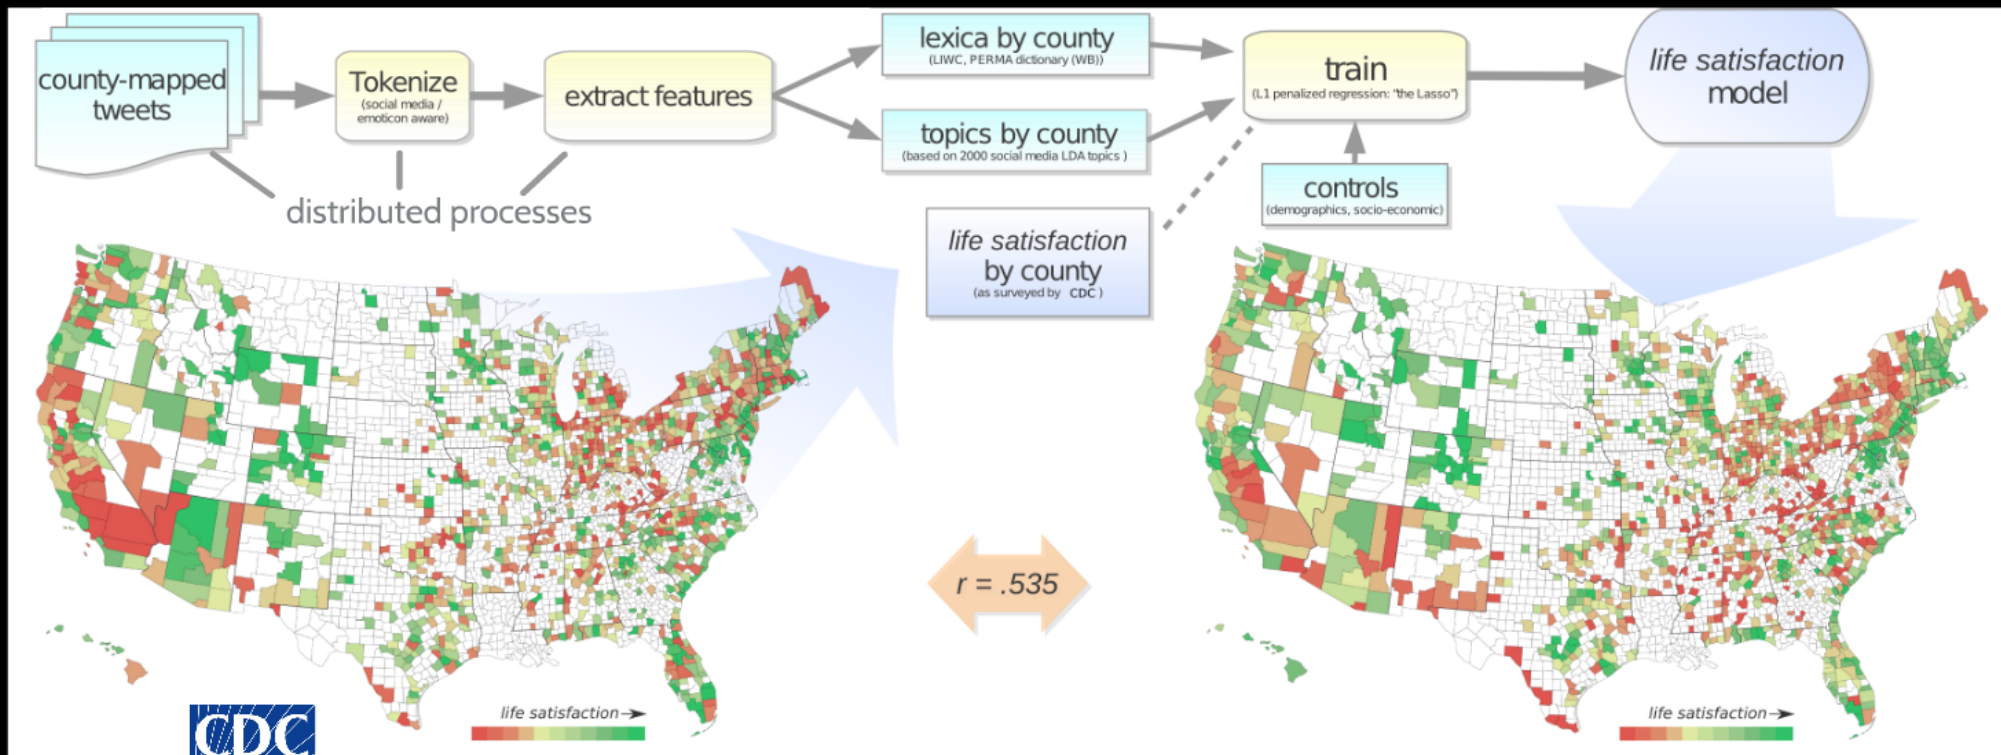 county-mapped
tweets
Tokenize
(social media /
emoticon aware)
extract features
lexica by county
(LIWC, PERMA dictionary (WB))
topics by county
(based on 2000 social media LDA topics )
train
(L1 penalized regression: "the Lasso")
life satisfaction
model
distributed processes
controls
(demographics, socio-economic)
life satisfaction
by county
(as surveyed by CDC )
r = .535
life satisfaction
CDC
life satisfaction